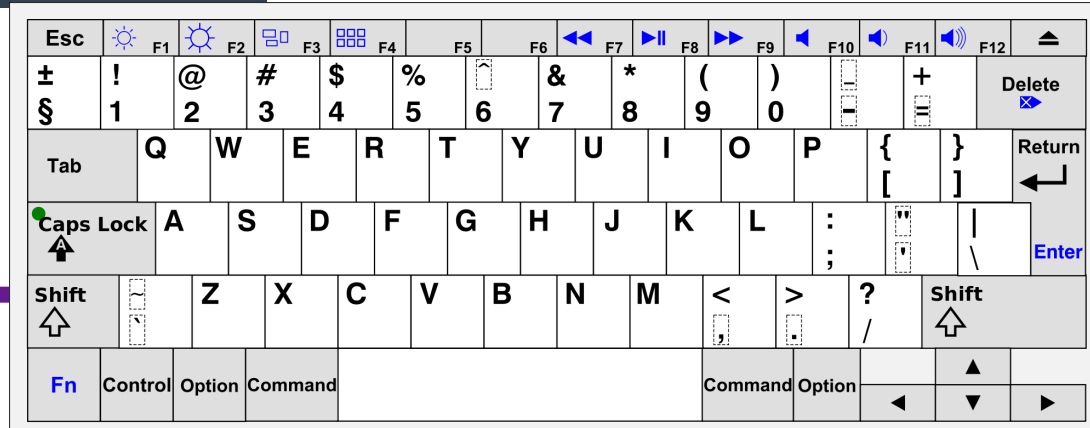 Esc F1 F2 F3 F4 F5 F6 F7 F8 F9 F10 F11 F12
± ! @ # $ % ^ & * ( ) _ +
§ 1 2 3 4 5 6 7 8 9 0 - =
Delete
Tab Q W E R T Y U I O P { } Return
[ ]
Caps Lock A S D F G H J K L : " |
A ; ' \ Enter
Shift ~ Z X C V B N M < > ? Shift
` , . /
Fn Control Option Command Command Option